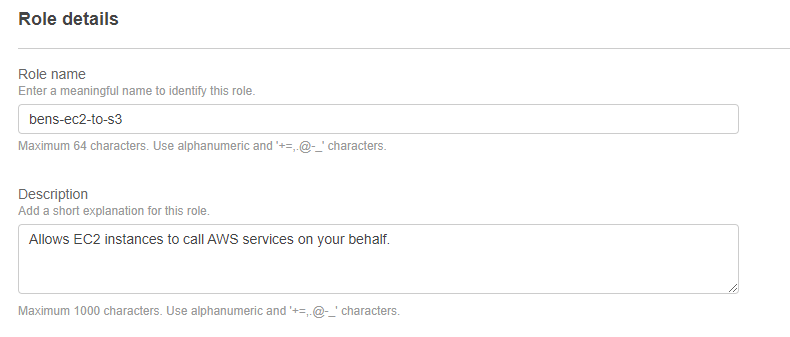 Role details
Role name
Enter a meaningful name to identify this role.
bens-ec2-to-s3
Maximum 64 characters. Use alphanumeric and '+=,.@-_' characters.
Description
Add a short explanation for this role.
Allows EC2 instances to call AWS services on your behalf.
Maximum 1000 characters. Use alphanumeric and '+=,.@-_' characters.